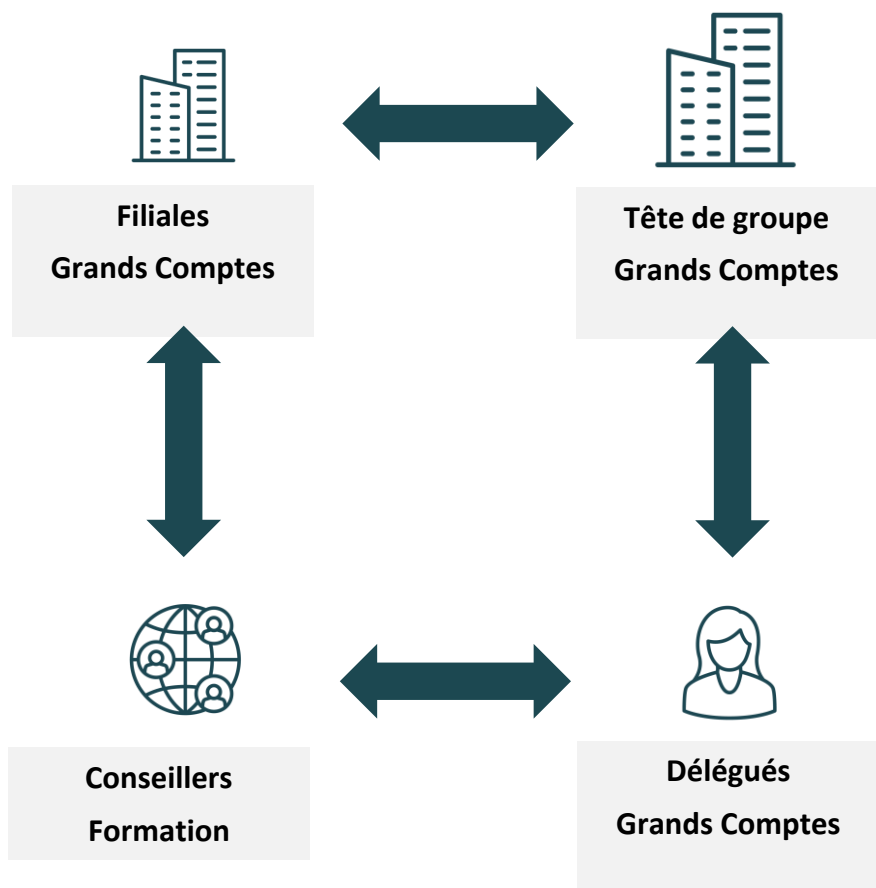 Filiales
Grands Comptes
Tête de groupe
Grands Comptes
Conseillers
Formation
Délégués
Grands Comptes